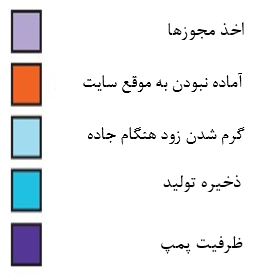 اخذ مجوزها
آماده نبودن به موقع سایت
گرم شدن زود هنگام جاده
ذخیره تولید
ظرفیت پمپ